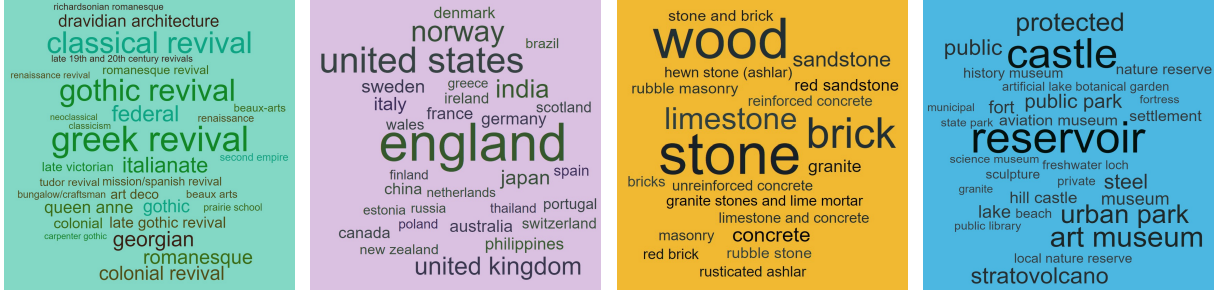 richardsonian romanesque
dravidian architecture
classical revival
late 19th and 20th century revivals
romanesque revival
renaissance revival
gothic revival
beaux-arts
federal
neoclassical
renaissance
classicism
greek revival
second empire
late victorian
italianate
tudor revival
mission/spanish revival
bungalow/craftsman
art deco
beaux arts
queen anne
gothic
prairie school
colonial
late gothic revival
carpenter gothic
georgian
romanesque
colonial revival
denmark
norway
brazil
united states
sweden
greece
india
italy
ireland
scotland
france
germany
wales
england
finland
japan
spain
china
netherlands
estonia
russia
thailand
portugal
poland
australia
switzerland
canada
new zealand
philippines
united kingdom
stone and brick
wood
sandstone
hewn stone (ashlar)
rubble masonry
red sandstone
reinforced concrete
limestone
brick
stone
granite
bricks
unreinforced concrete
granite stones and lime mortar
limestone and concrete
masonry
concrete
red brick
rubble stone
rusticated ashlar
protected
public
castle
history museum
nature reserve
artificial lake
botanical garden
municipal
fort
public park
fortress
state park
aviation museum
settlement
reservoir
science museum
freshwater loch
sculpture
private
steel
granite
hill castle
museum
lake
beach
urban park
public library
art museum
local nature reserve
stratovolcano